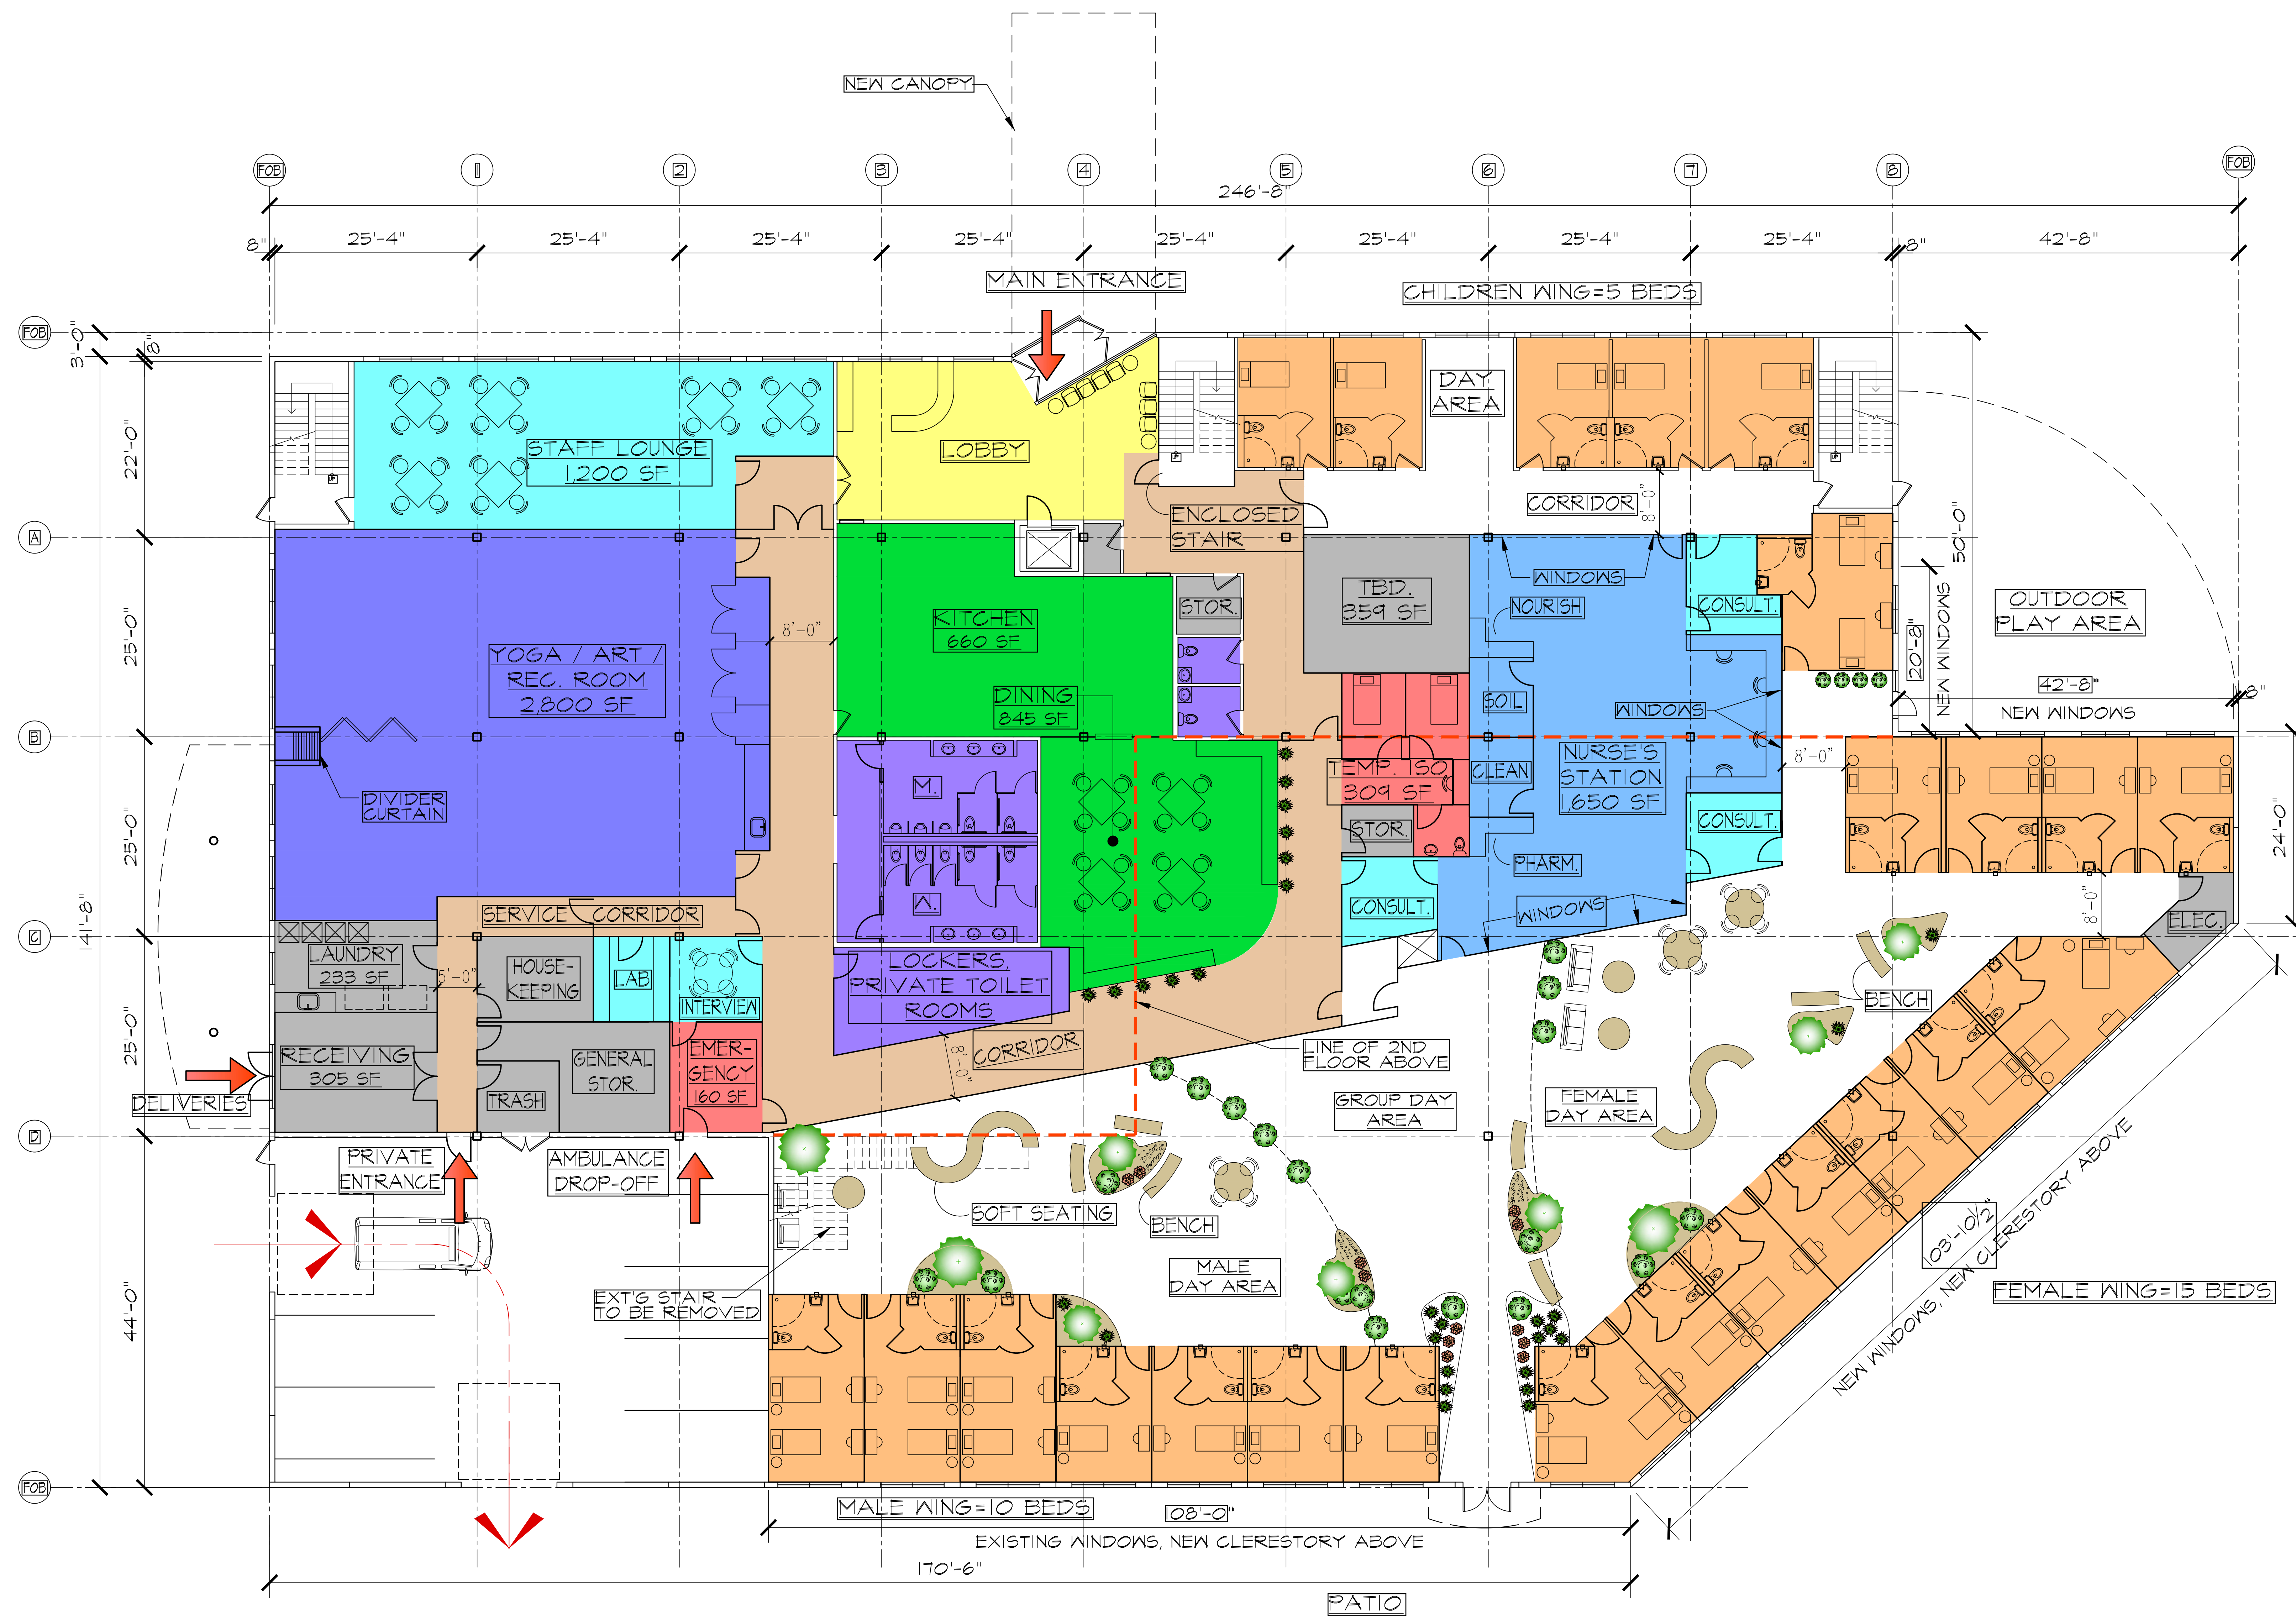 NEW CANOPY
FOB
1
2
3
4
5
6
7
8
FOB
246'-8"
8"
25'-4"
25'-4"
25'-4"
25'-4"
25'-4"
25'-4"
25'-4"
25'-4"
8"
42'-8"
MAIN ENTRANCE
CHILDREN WING=5 BEDS
FOB
3'-0"
8"
DAY
AREA
22'-0"
STAFF LOUNGE
1,200 SF
LOBBY
CORRIDOR
8'-0"
ENCLOSED
STAIR
A
50'-0"
WINDOWS
TBD.
359 SF
NOURISH
CONSULT.
STOR.
OUTDOOR
PLAY AREA
25'-0"
KITCHEN
660 SF
8'-0"
YOGA / ART /
REC. ROOM
2,800 SF
20'-8"
NEW WINDOWS
DINING
845 SF
SOIL
WINDOWS
42'-8"
8"
NEW WINDOWS
B
NURSE'S
STATION
1,650 SF
8'-0"
TEMP. ISO
309 SF
CLEAN
M.
DIVIDER
CURTAIN
25'-0"
STOR.
CONSULT.
24'-0"
PHARM.
141'-8"
W.
CONSULT.
WINDOWS
8'-0"
ELEC.
SERVICE CORRIDOR
C
LAUNDRY
233 SF
5'-0"
HOUSE-
KEEPING
LAB
INTERVIEW
LOCKERS,
PRIVATE TOILET
ROOMS
BENCH
25'-0"
RECEIVING
305 SF
GENERAL
STOR.
EMER-
GENCY
160 SF
8'-0"
CORRIDOR
LINE OF 2ND
FLOOR ABOVE
DELIVERIES
TRASH
GROUP DAY
AREA
FEMALE
DAY AREA
D
PRIVATE
ENTRANCE
AMBULANCE
DROP-OFF
SOFT SEATING
BENCH
103'-10 1/2"
NEW WINDOWS, NEW CLERESTORY ABOVE
MALE
DAY AREA
44'-0"
EXT'G STAIR
TO BE REMOVED
FEMALE WING=15 BEDS
FOB
MALE WING=10 BEDS
108'-0"
EXISTING WINDOWS, NEW CLERESTORY ABOVE
170'-6"
PATIO